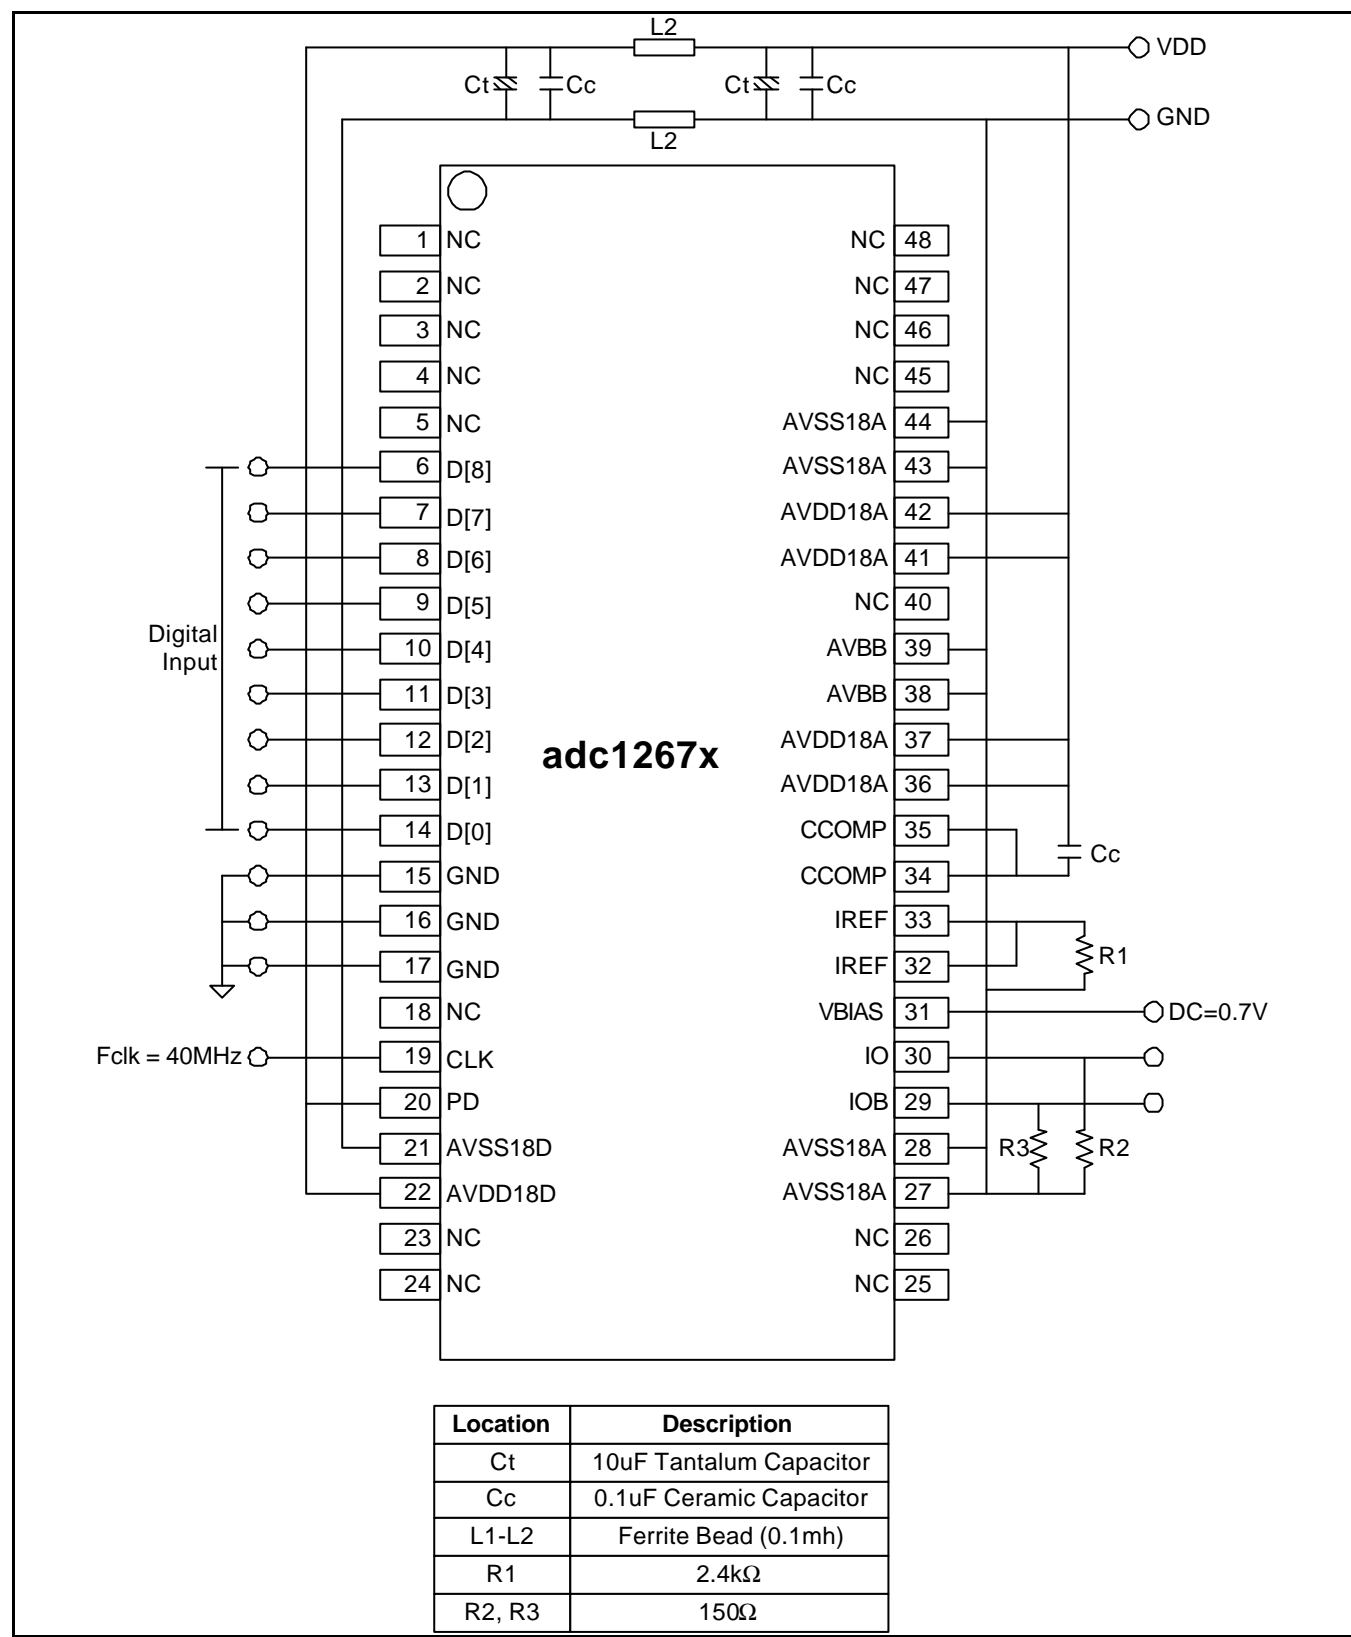 L2
VDD
Ct Cc Ct Cc
GND
L2
1 NC NC 48
2 NC NC 47
3 NC NC 46
4 NC NC 45
5 NC AVSS18A 44
6 D[8] AVSS18A 43
7 D[7] AVDD18A 42
8 D[6] AVDD18A 41
9 D[5] NC 40
Digital
Input
10 D[4] AVBB 39
11 D[3] AVBB 38
12 D[2] AVDD18A 37
adc1267x
13 D[1] AVDD18A 36
14 D[0] CCOMP 35
Cc
15 GND CCOMP 34
16 GND IREF 33
R1
17 GND IREF 32
18 NC VBIAS 31 DC=0.7V
Fclk = 40MHz 19 CLK IO 30
20 PD IOB 29
21 AVSS18D AVSS18A 28 R3 R2
22 AVDD18D AVSS18A 27
23 NC NC 26
24 NC NC 25
Location Description
Ct 10uF Tantalum Capacitor
Cc 0.1uF Ceramic Capacitor
L1-L2 Ferrite Bead (0.1mh)
R1 2.4kΩ
R2, R3 150Ω